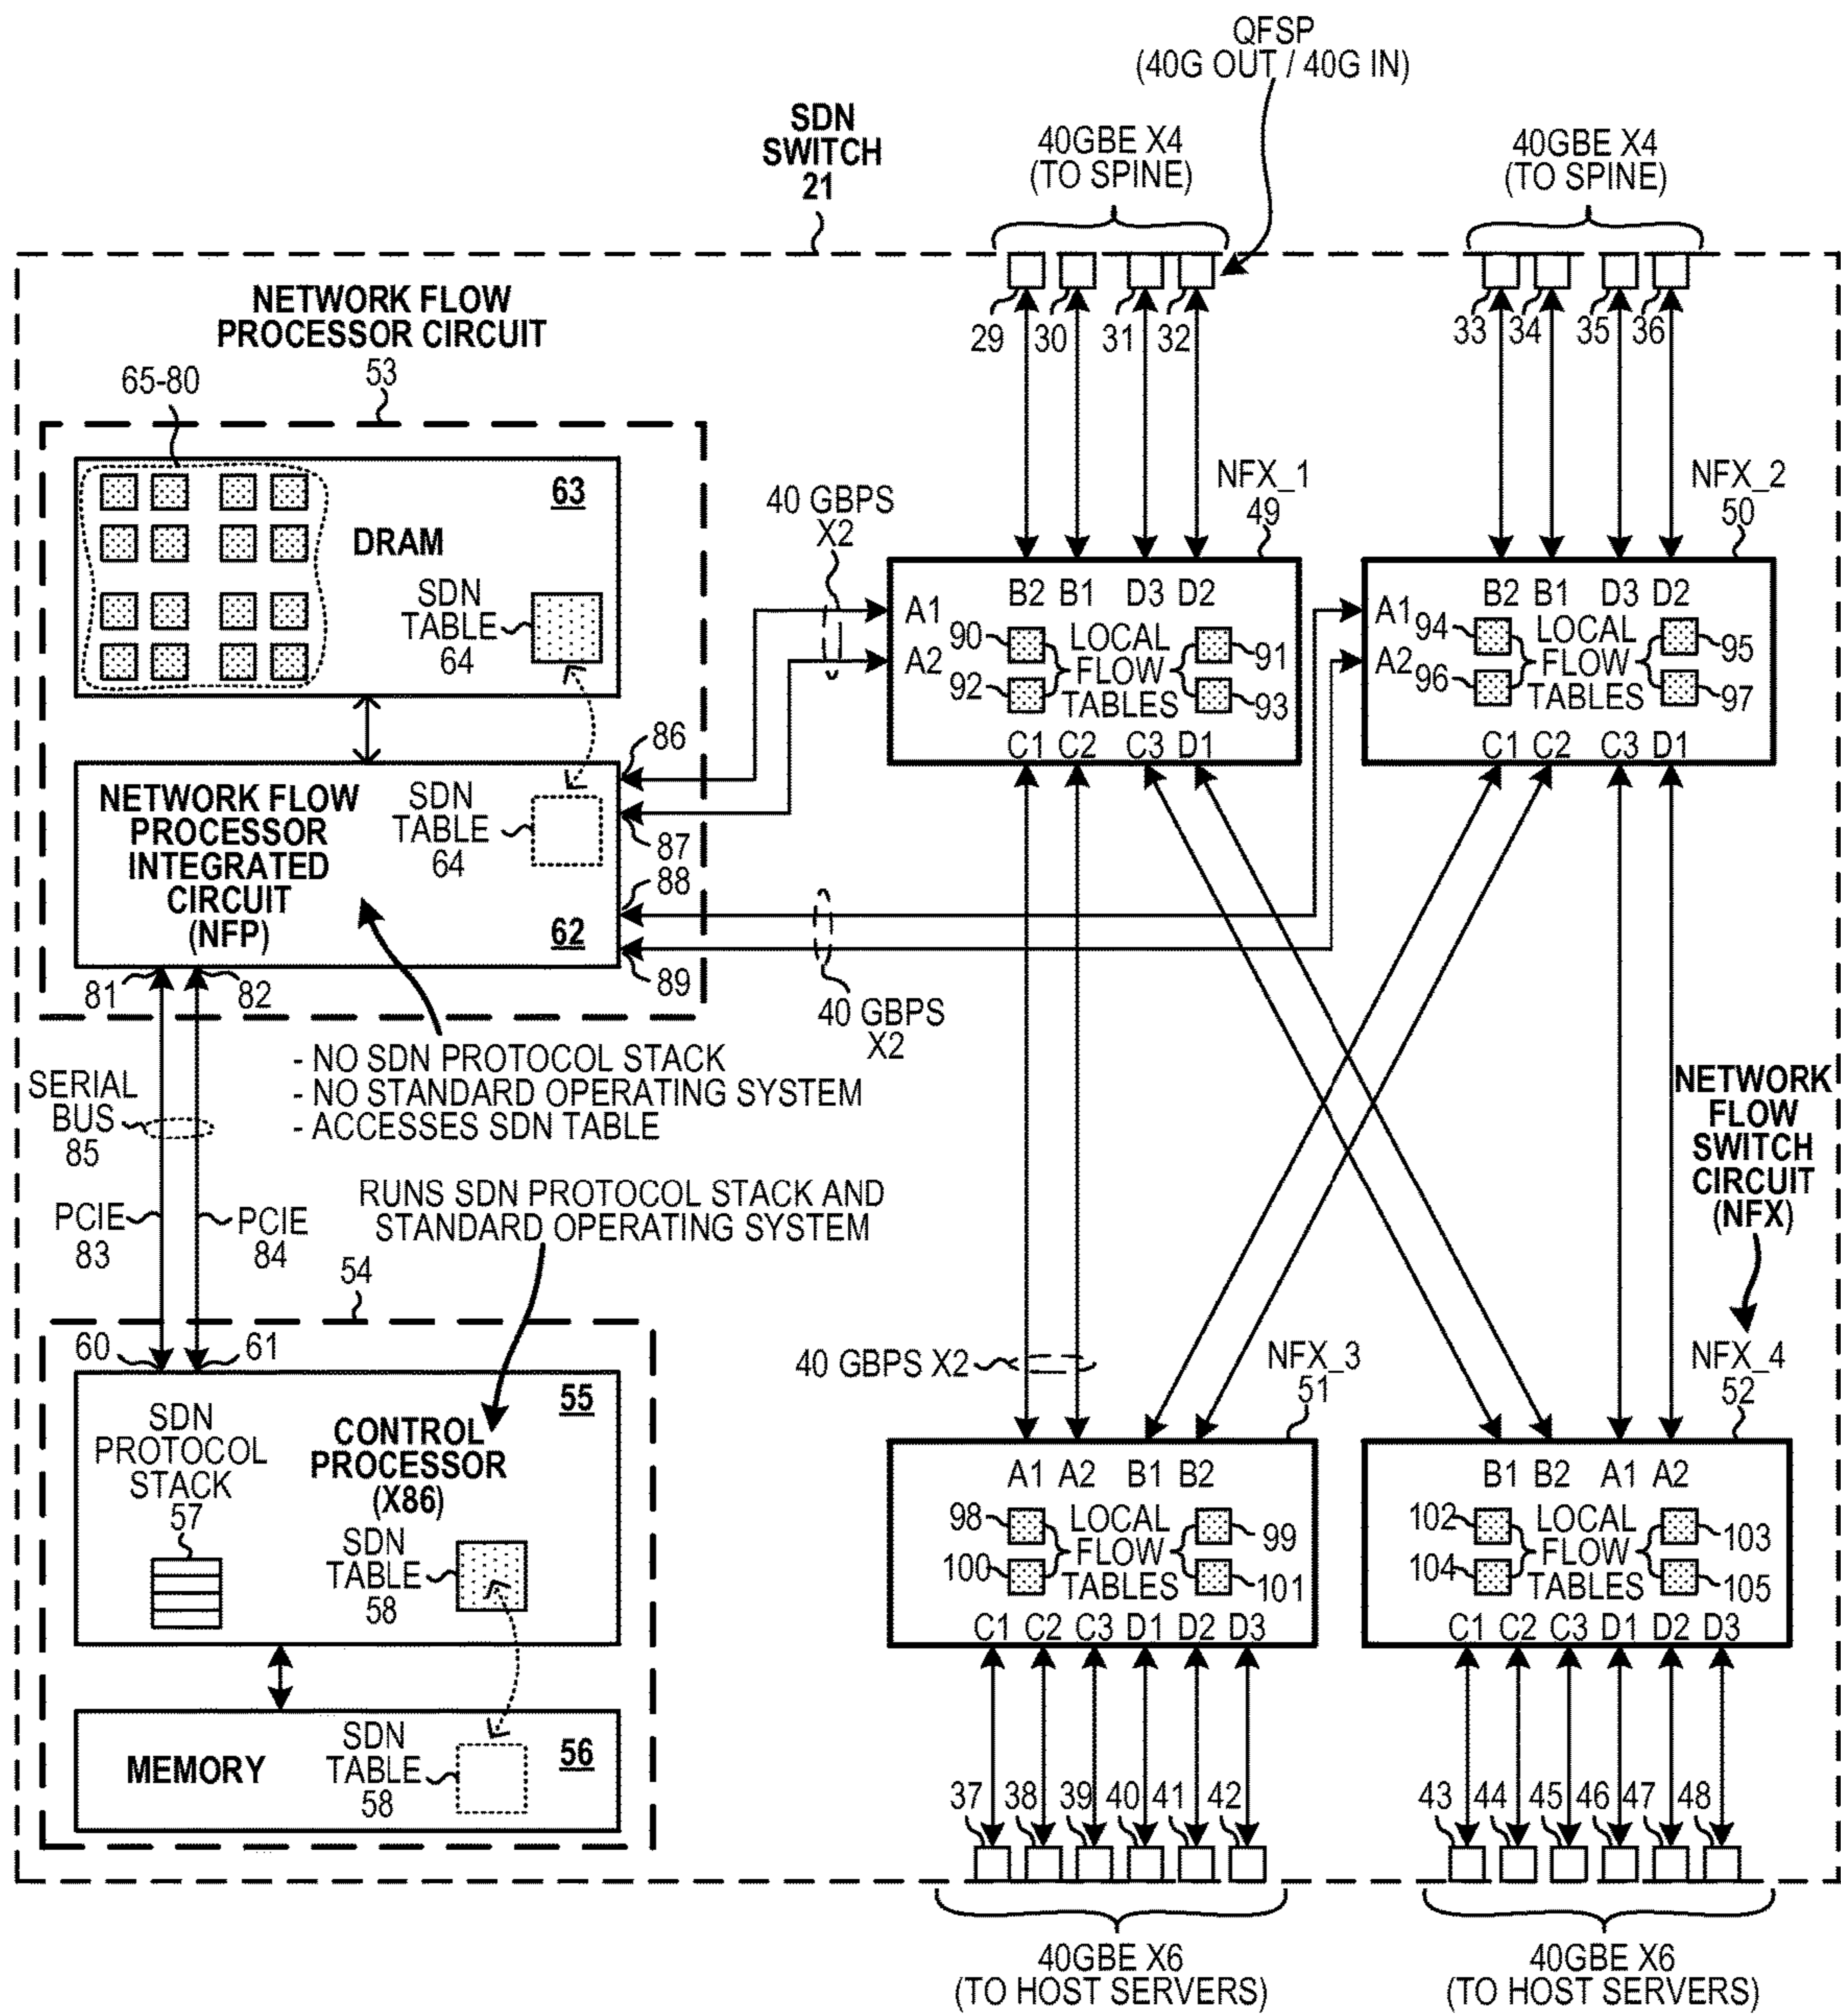 QFSP
(40G OUT / 40G IN)
SDN
SWITCH
21
40GBE X4
(TO SPINE)
40GBE X4
(TO SPINE)
29
30
31
32
33
34
35
36
NETWORK FLOW
PROCESSOR CIRCUIT
53
65-80
63
DRAM
SDN
TABLE
64
40 GBPS
X2
NFX_1
49
NFX_2
50
A1
A2
B2 B1 D3 D2
90
92
LOCAL
FLOW
TABLES
91
93
C1 C2 C3 D1
A1
A2
B2 B1 D3 D2
94
96
LOCAL
FLOW
TABLES
95
97
C1 C2 C3 D1
NETWORK FLOW
PROCESSOR
INTEGRATED
CIRCUIT
(NFP)
SDN
TABLE
64
62
86
87
88
89
81
82
40 GBPS
X2
- NO SDN PROTOCOL STACK
- NO STANDARD OPERATING SYSTEM
- ACCESSES SDN TABLE
SERIAL
BUS
85
PCIE
83
PCIE
84
RUNS SDN PROTOCOL STACK AND
STANDARD OPERATING SYSTEM
NETWORK
FLOW
SWITCH
CIRCUIT
(NFX)
54
60
61
55
SDN
PROTOCOL
STACK
57
CONTROL
PROCESSOR
(X86)
SDN
TABLE
58
MEMORY
SDN
TABLE
58
56
40 GBPS X2
NFX_3
51
NFX_4
52
A1 A2 B1 B2
98
100
LOCAL
FLOW
TABLES
99
101
C1 C2 C3 D1 D2 D3
B1 B2 A1 A2
102
104
LOCAL
FLOW
TABLES
103
105
C1 C2 C3 D1 D2 D3
37
38
39
40
41
42
43
44
45
46
47
48
40GBE X6
(TO HOST SERVERS)
40GBE X6
(TO HOST SERVERS)